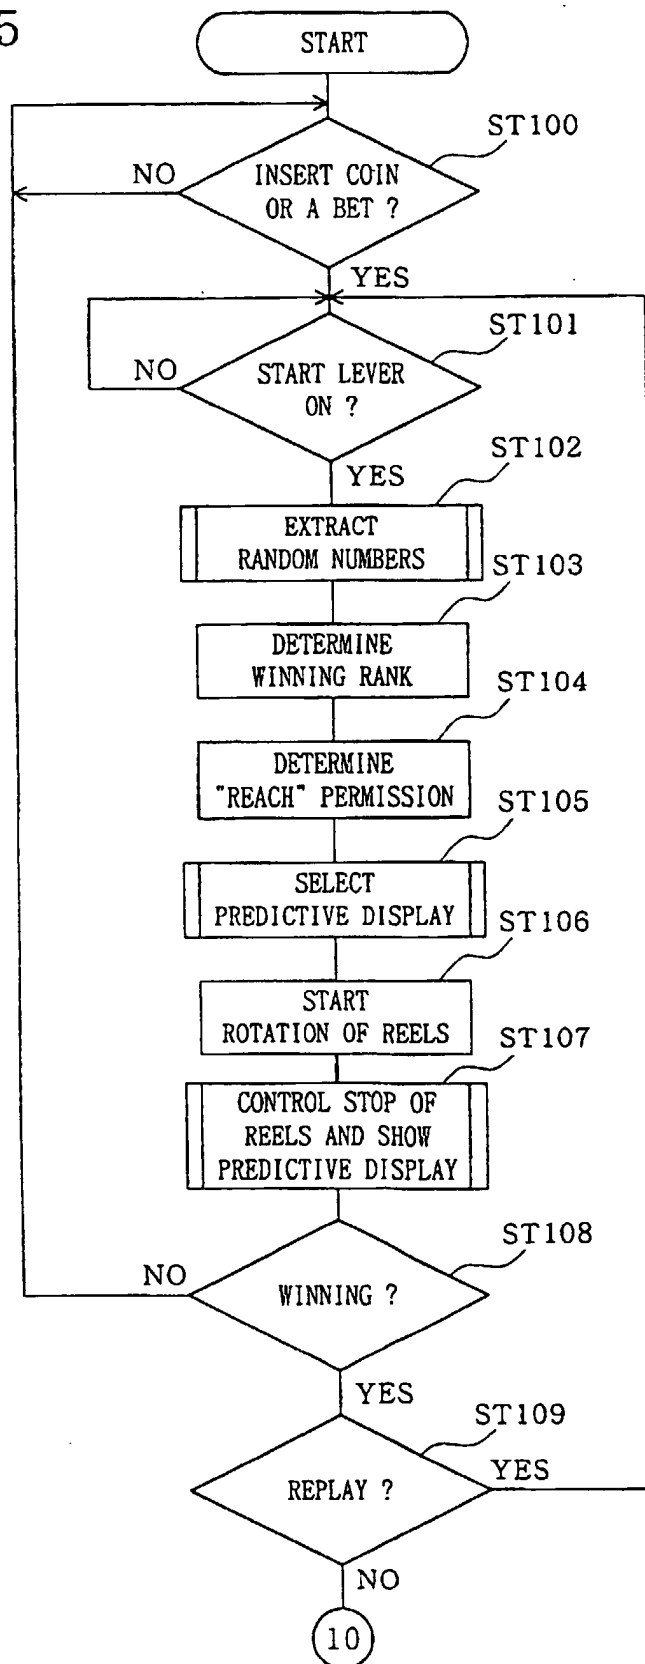 5
START
ST100
NO
INSERT COIN
OR A BET ?
YES
ST101
NO
START LEVER
ON ?
YES
ST102
EXTRACT
RANDOM NUMBERS
ST103
DETERMINE
WINNING RANK
ST104
DETERMINE
"REACH" PERMISSION
ST105
SELECT
PREDICTIVE DISPLAY
ST106
START
ROTATION OF REELS
ST107
CONTROL STOP OF
REELS AND SHOW
PREDICTIVE DISPLAY
ST108
NO
WINNING ?
YES
ST109
YES
REPLAY ?
NO
10